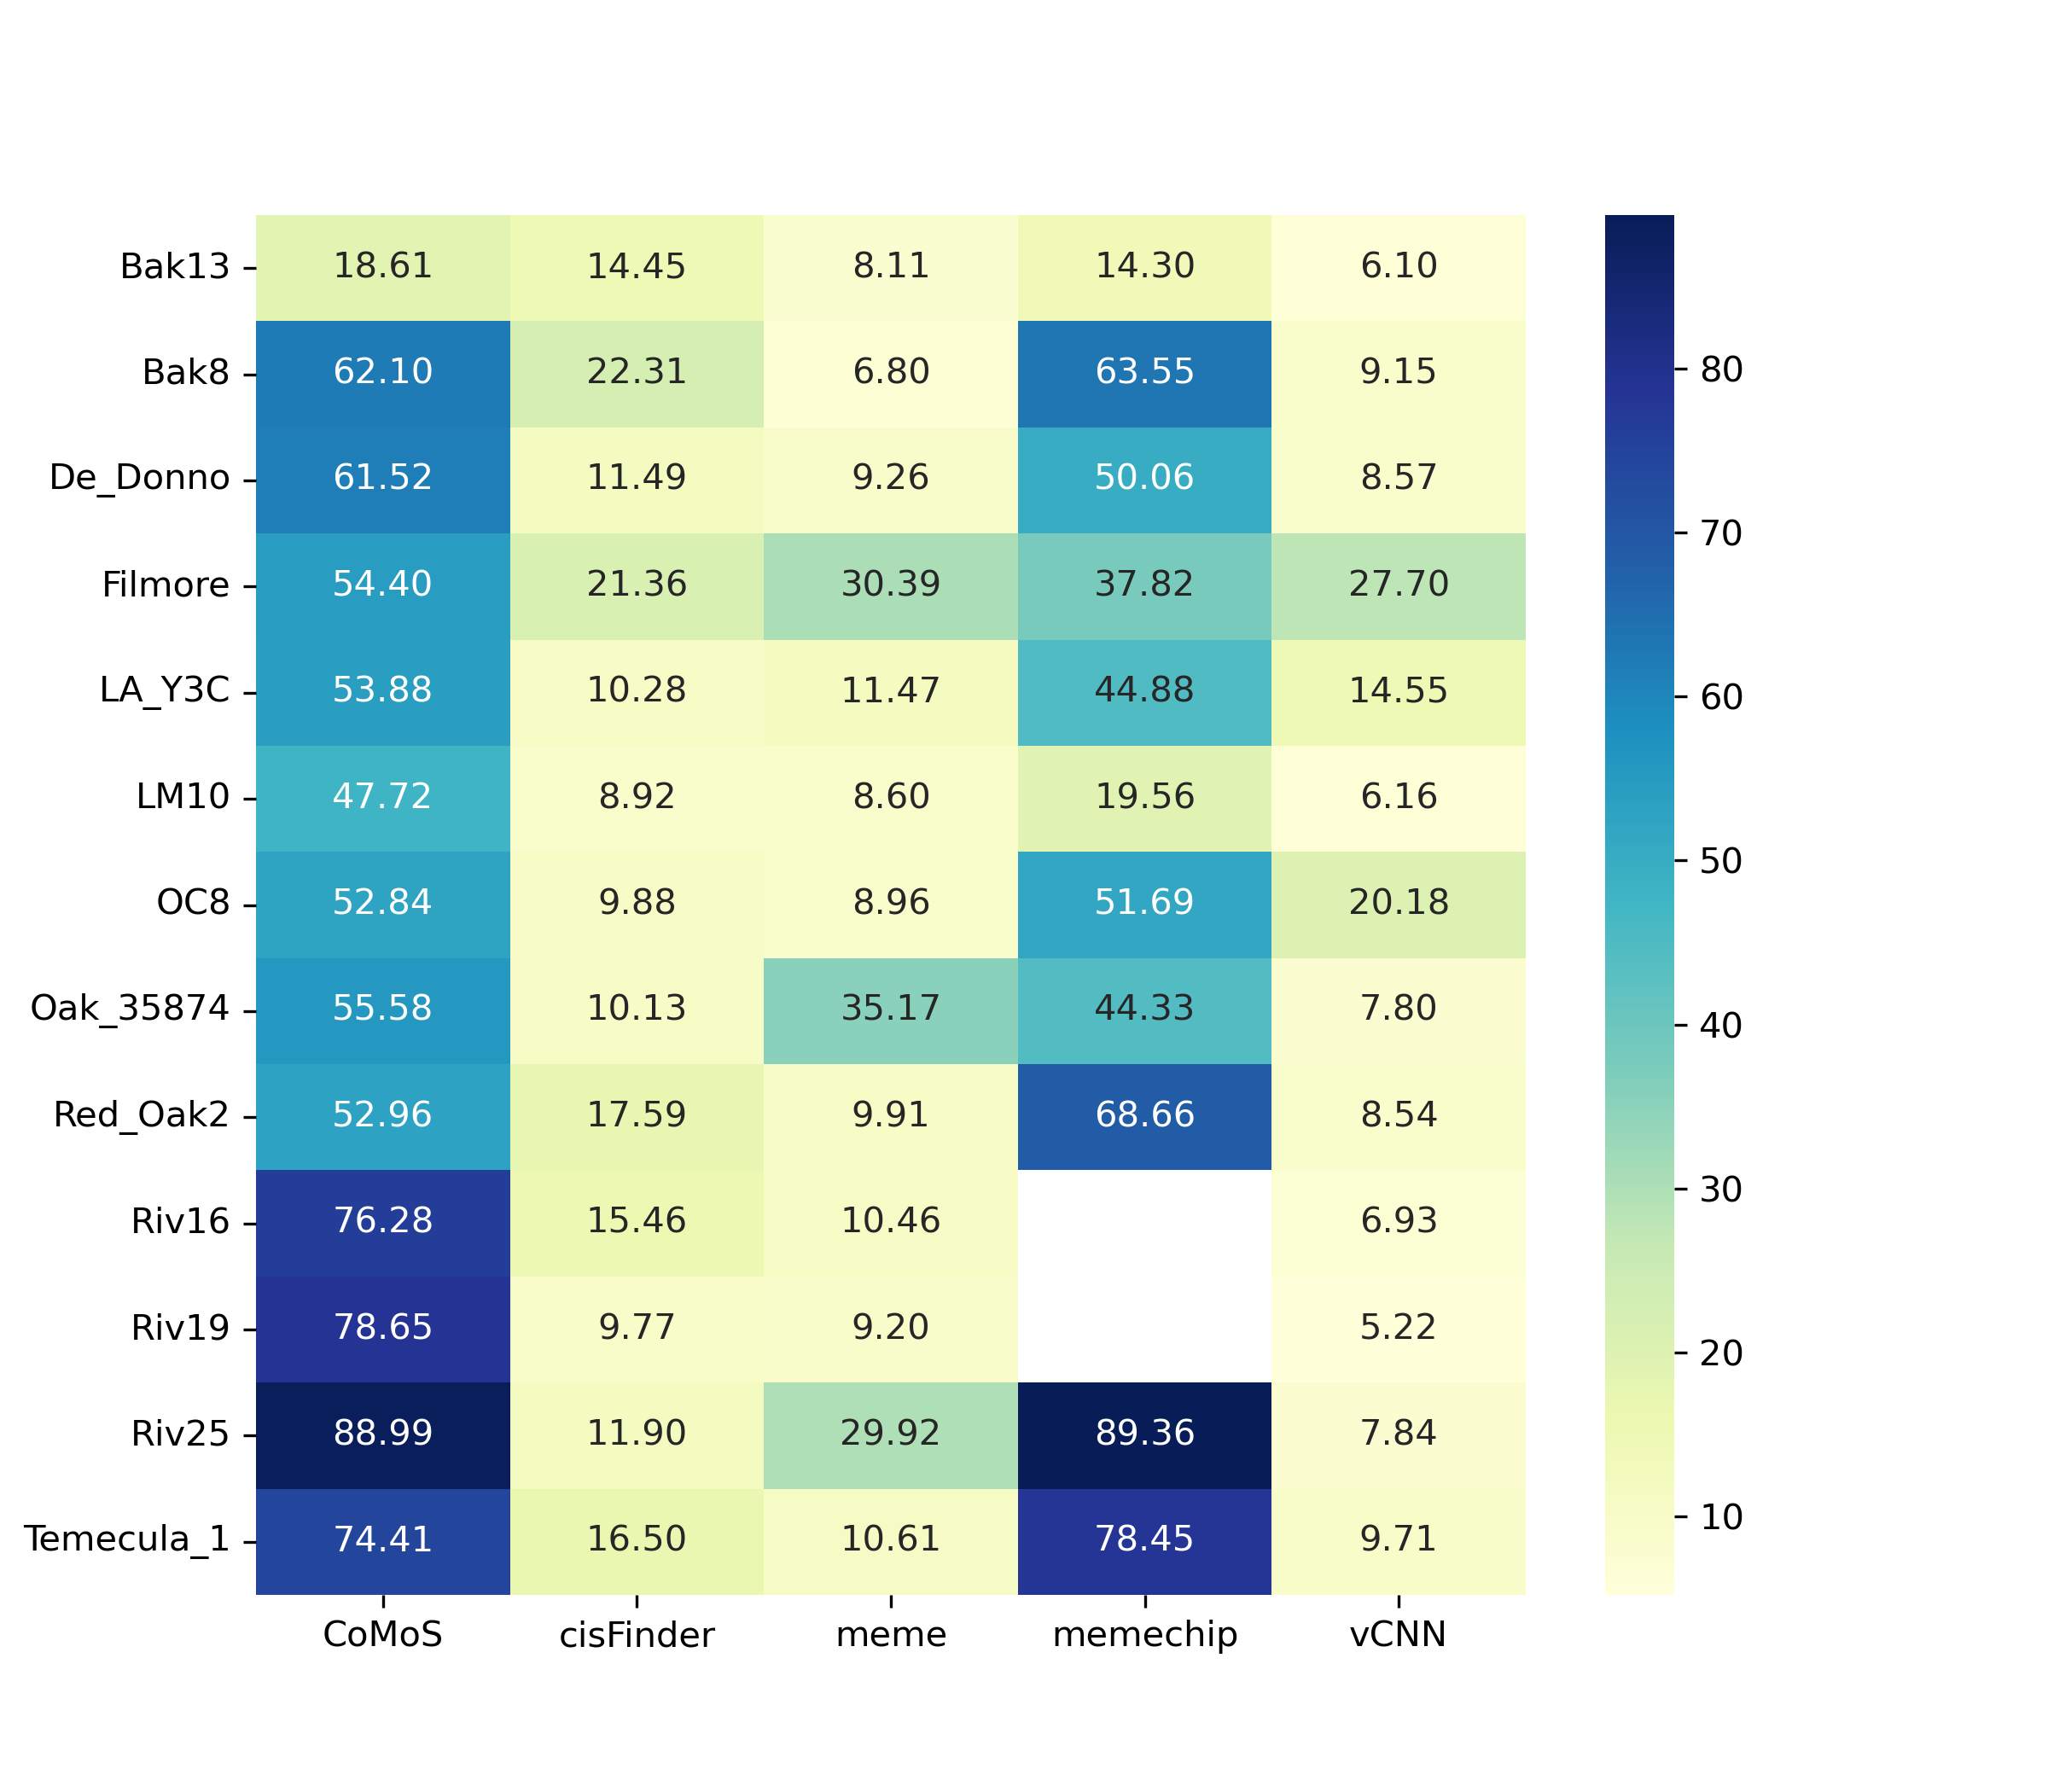 Bak13 18.61 14.45 8.11 14.30 6.10
Bak8 62.10 22.31 6.80 63.55 9.15 80
De_Donno 61.52 11.49 9.26 50.06 8.57 70
Filmore 54.40 21.36 30.39 37.82 27.70
LA_Y3C 53.88 10.28 11.47 44.88 14.55 60
LM10 47.72 8.92 8.60 19.56 6.16
OC8 52.84 9.88 8.96 51.69 20.18 50
Oak_35874 55.58 10.13 35.17 44.33 7.80 40
Red_Oak2 52.96 17.59 9.91 68.66 8.54
Riv16 76.28 15.46 10.46 6.93 30
Riv19 78.65 9.77 9.20 5.22 20
Riv25 88.99 11.90 29.92 89.36 7.84
Temecula_1 74.41 16.50 10.61 78.45 9.71 10
CoMoS cisFinder meme memechip vCNN